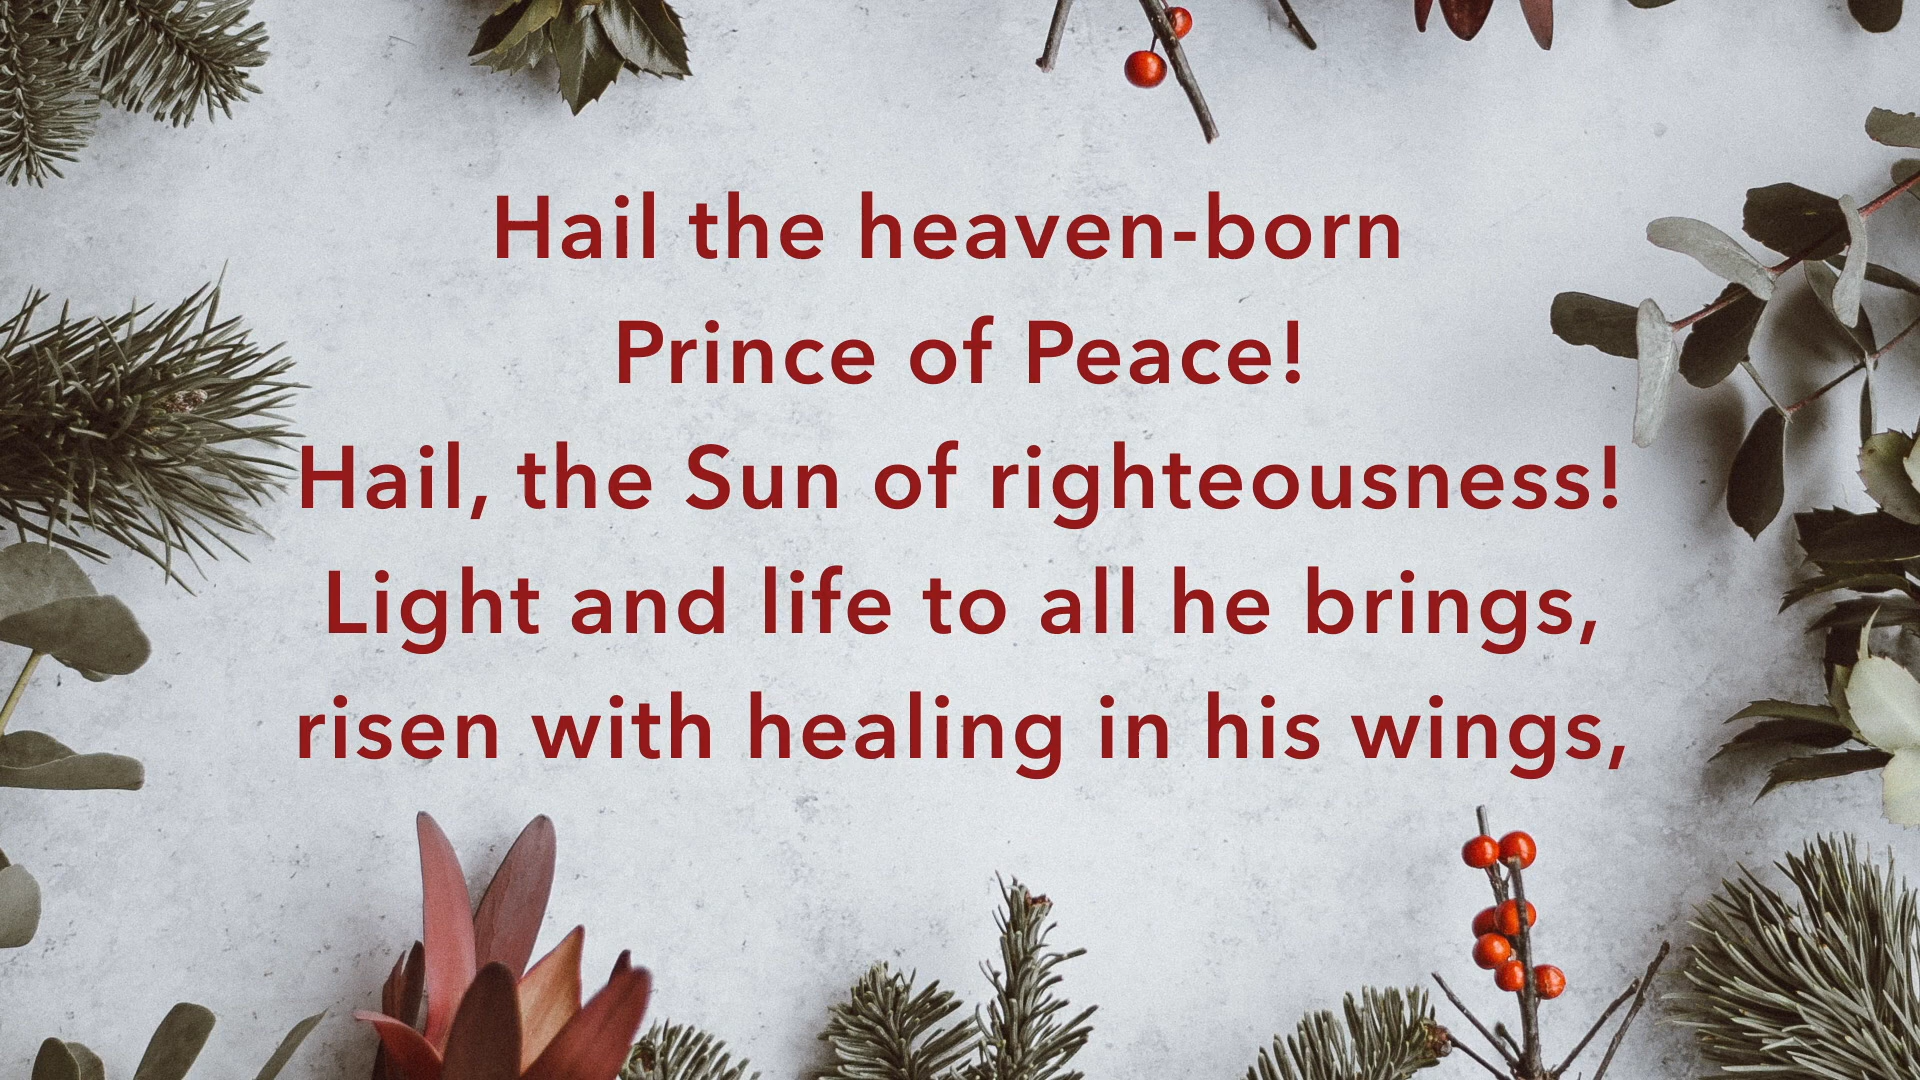 Hail the heaven-born
Prince of Peace!
Hail, the Sun of righteousness!
Light and life to all he brings,
risen with healing in his wings,